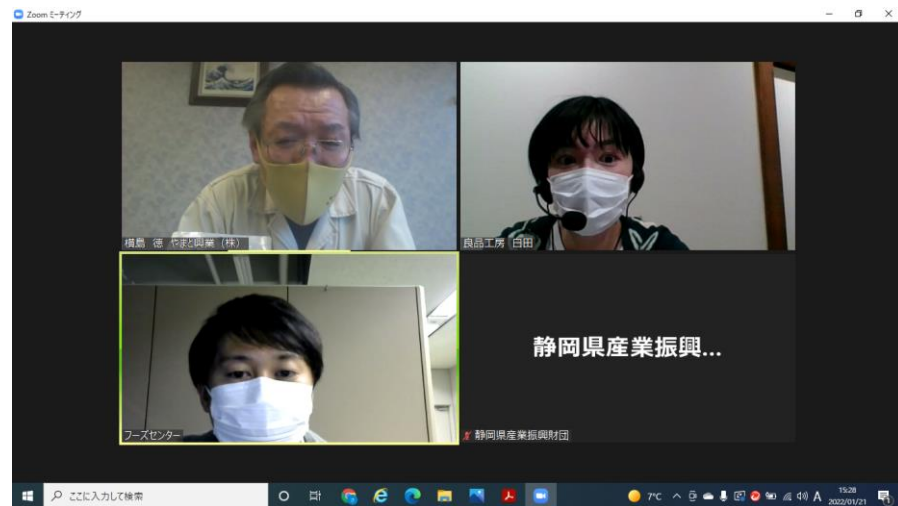 Zoom ミーティング
横島 徳 やまと興業（株）
良品工房 白田
フーズセンター
静岡県産業振興...
静岡県産業振興財団
ここに入力して検索
7°C
A
15:28
2022/01/21